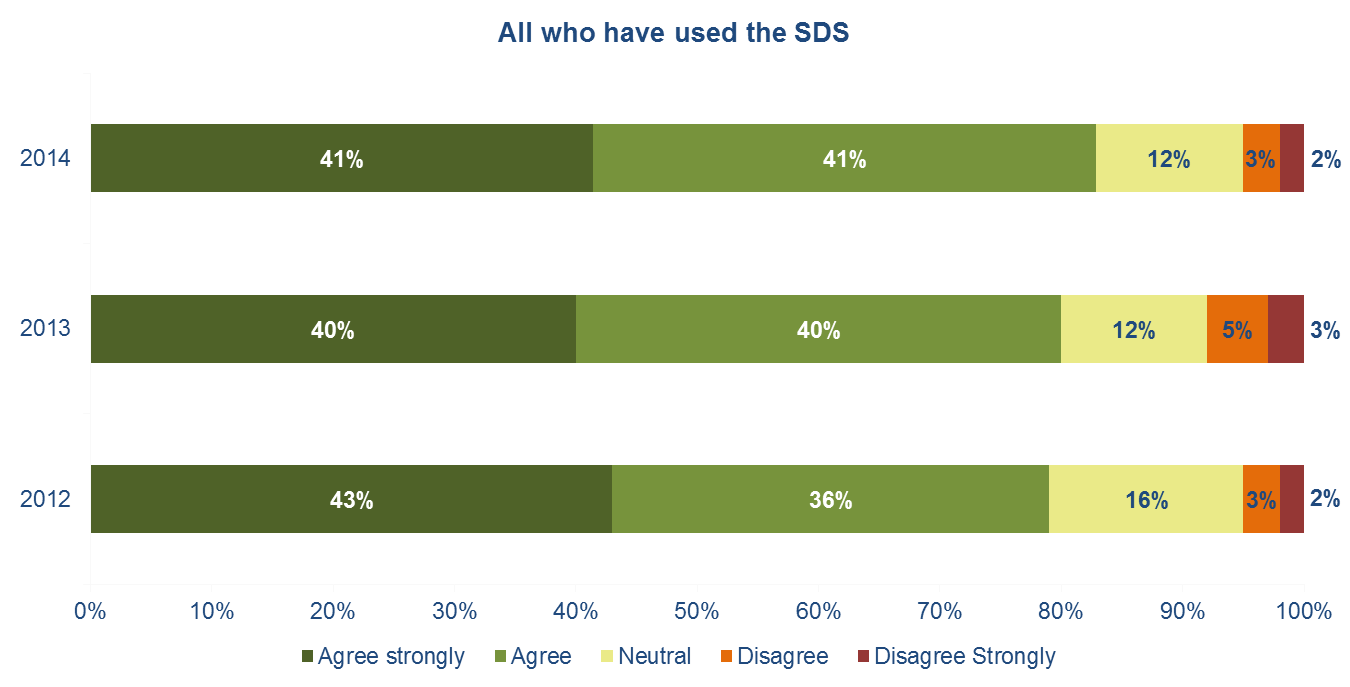 All who have used the SDS
2014 41% 41% 12% 3% 2%
2013 40% 40% 12% 5% 3%
2012 43% 36% 16% 3% 2%
0% 10% 20% 30% 40% 50% 60% 70% 80% 90% 100%
Agree strongly Agree Neutral Disagree Disagree Strongly